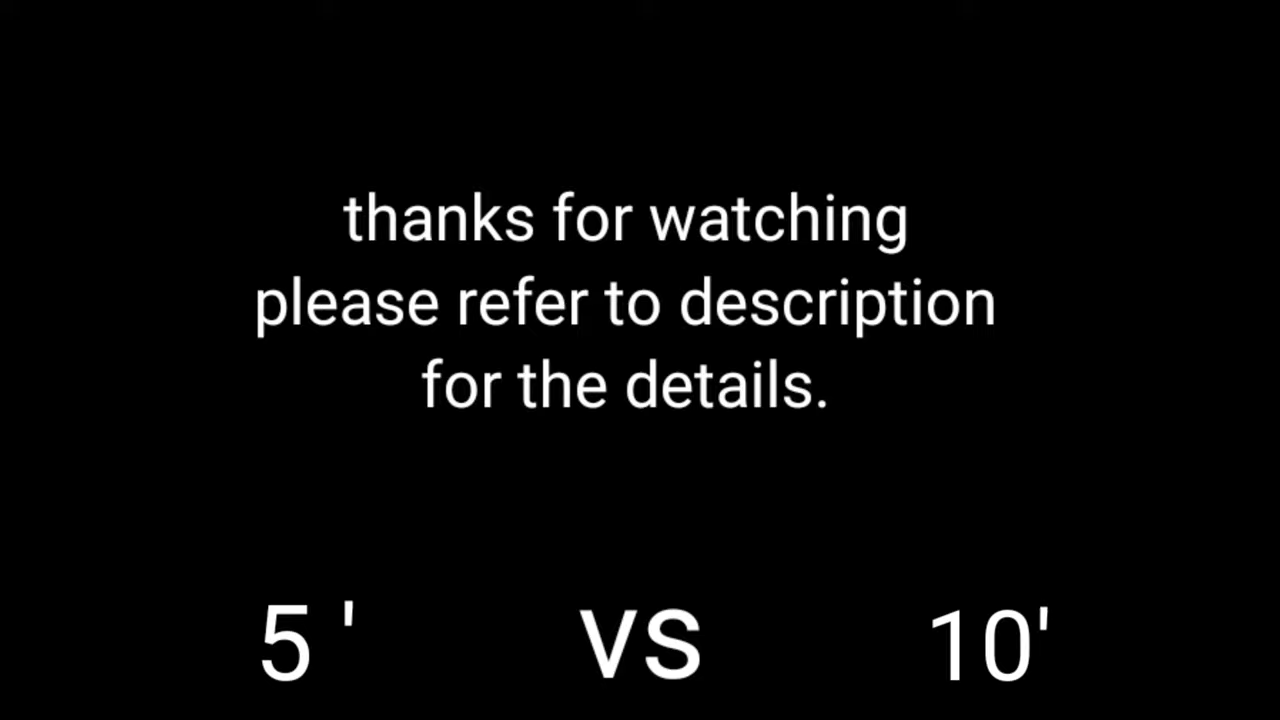 thanks for watching
please refer to description
for the details.
5 ' vs 10'